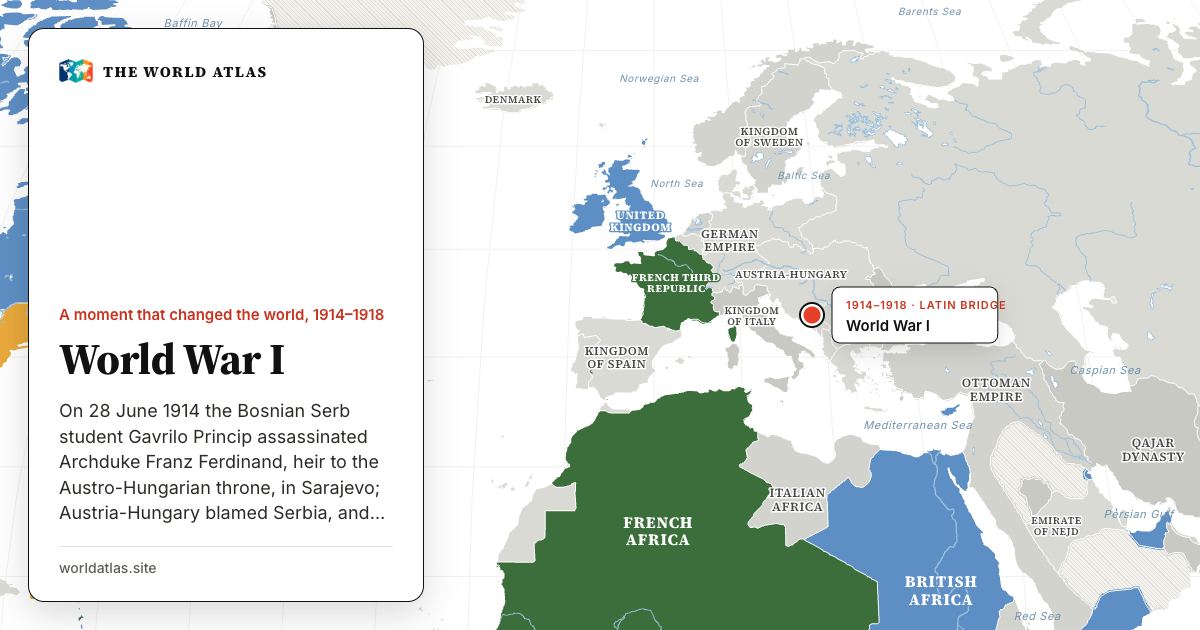 Baffin Bay
THE WORLD ATLAS
A moment that changed the world, 1914–1918
World War I
On 28 June 1914 the Bosnian Serb
student Gavrilo Princip assassinated
Archduke Franz Ferdinand, heir to the
Austro-Hungarian throne, in Sarajevo;
Austria-Hungary blamed Serbia, and...
worldatlas.site
Barents Sea
Norwegian Sea
DENMARK
KINGDOM
OF SWEDEN
Baltic Sea
North Sea
UNITED
KINGDOM
GERMAN
EMPIRE
AUSTRIA-HUNGARY
FRENCH THIRD
REPUBLIC
1914–1918 · LATIN BRIDGE
World War I
KINGDOM
OF ITALY
KINGDOM
OF SPAIN
Caspian Sea
OTTOMAN
EMPIRE
Mediterranean Sea
QAJAR
DYNASTY
ITALIAN
AFRICA
Persian Gulf
EMIRATE
OF NEJD
FRENCH
AFRICA
BRITISH
AFRICA
Red Sea